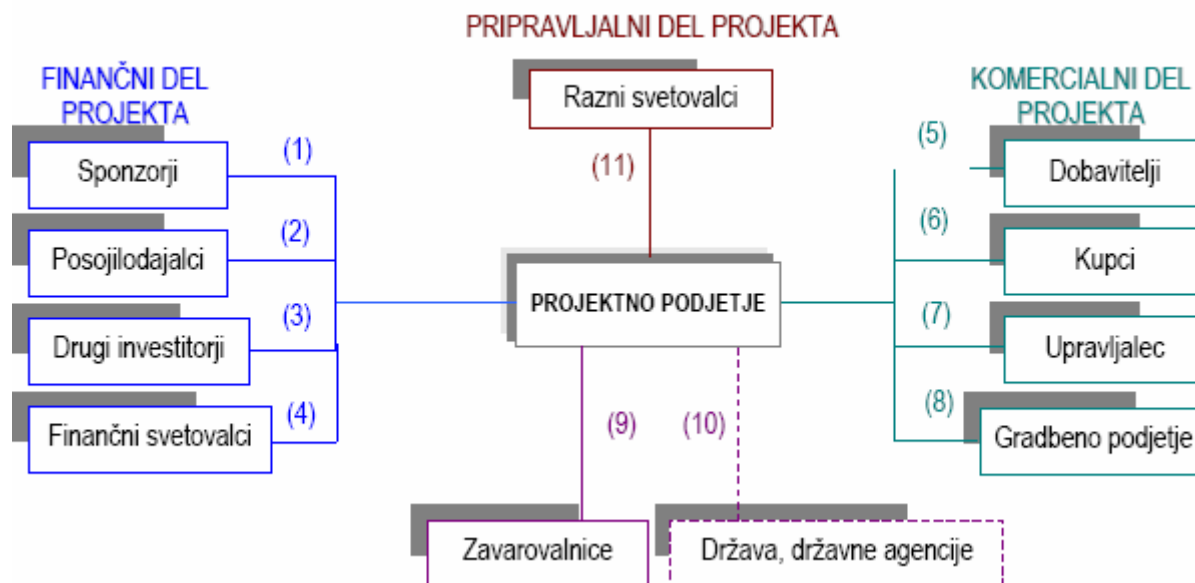 PRIPRAVLJALNI DEL PROJEKTA
Razni svetovalci
(11)
FINANČNI DEL
PROJEKTA
Sponzorji
(1)
Posojilodajalci
(2)
Drugi investitorji
(3)
Finančni svetovalci
(4)
PROJEKTNO PODJETJE
KOMERCIALNI DEL
PROJEKTA
(5)
Dobavitelji
(6)
Kupci
(7)
Upravljalec
(8)
Gradbeno podjetje
(9)
(10)
Zavarovalnice
Država, državne agencije